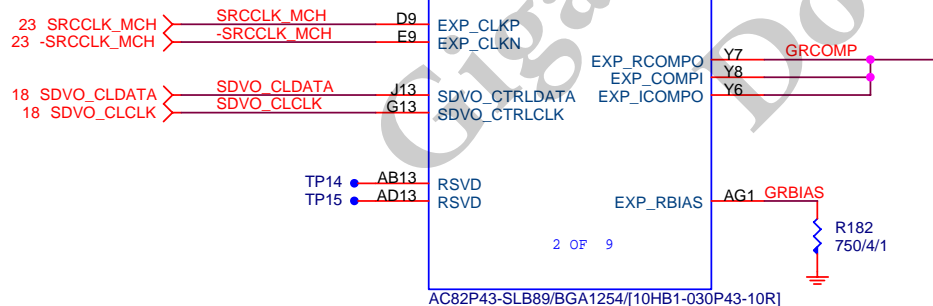 23 SRCCLK_MCH SRCCLK_MCH D9 EXP_CLKP
23 -SRCCLK_MCH -SRCCLK_MCH E9 EXP_CLKN
EXP_RCOMPO Y7 GRCOMP
EXP_COMPI Y8
EXP_ICOMPO Y6
18 SDVO_CLDATA SDVO_CLDATA J13 SDVO_CTRLDATA
18 SDVO_CLCLK SDVO_CLCLK G13 SDVO_CTRLCLK
TP14 AB13 RSVD
TP15 AD13 RSVD
EXP_RBIAS AG1 GRBIAS
R182
750/4/1
2 OF 9
AC82P43-SLB89/BGA1254/[10HB1-030P43-10R]
Giga
Do